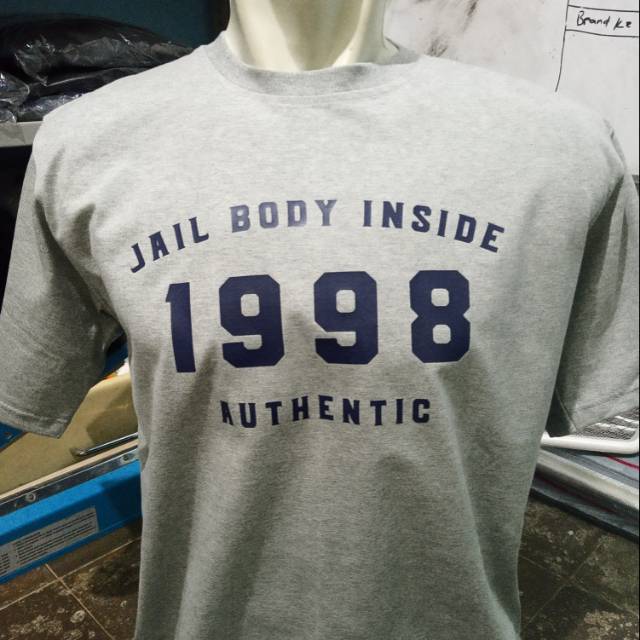 Brand ke
JAIL BODY INSIDE
1998
AUTHENTIC